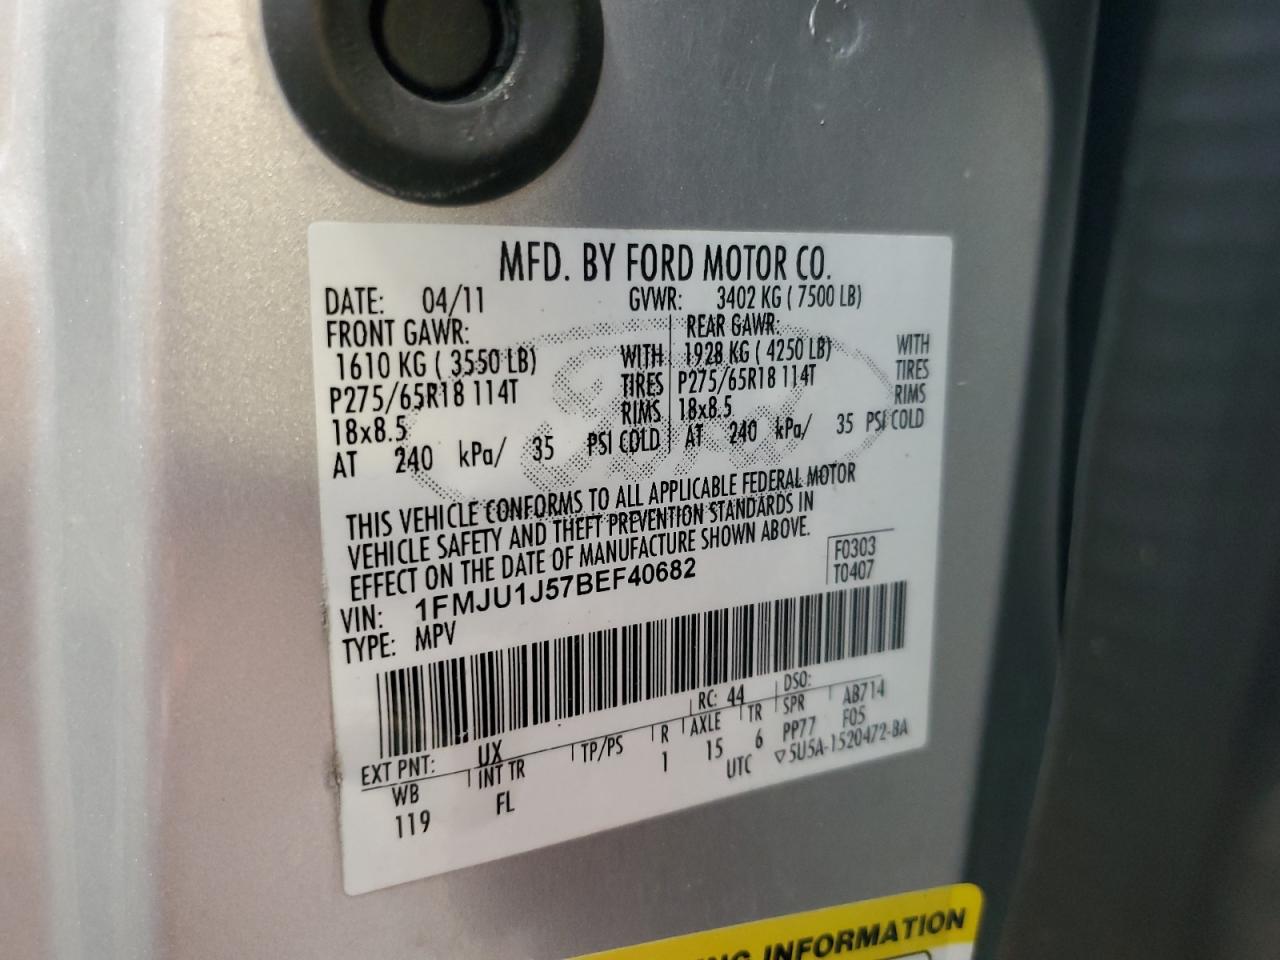 MFD. BY FORD MOTOR CO.
DATE: 04/11 GVWR: 3402 KG ( 7500 LB)
FRONT GAWR: REAR GAWR:
1610 KG ( 3550 LB) WITH 1928 KG ( 4250 LB) WITH
P275/65R18 114T TIRES P275/65R18 114T TIRES
18x8.5 RIMS 18x8.5 RIMS
AT 240 kPa/ 35 PSI COLD AT 240 kPa/ 35 PSI COLD
THIS VEHICLE CONFORMS TO ALL APPLICABLE FEDERAL MOTOR
VEHICLE SAFETY AND THEFT PREVENTION STANDARDS IN
EFFECT ON THE DATE OF MANUFACTURE SHOWN ABOVE.
F0303
T0407
VIN: 1FMJU1J57BEF40682
TYPE: MPV
EXT PNT: UX RC: 44 DSO: AB714
WB INT TR TP/PS R AXLE TR SPR F05
119 FL 1 15 6 PP77
UTC ▽5U5A-1520472-BA
INFORMATION